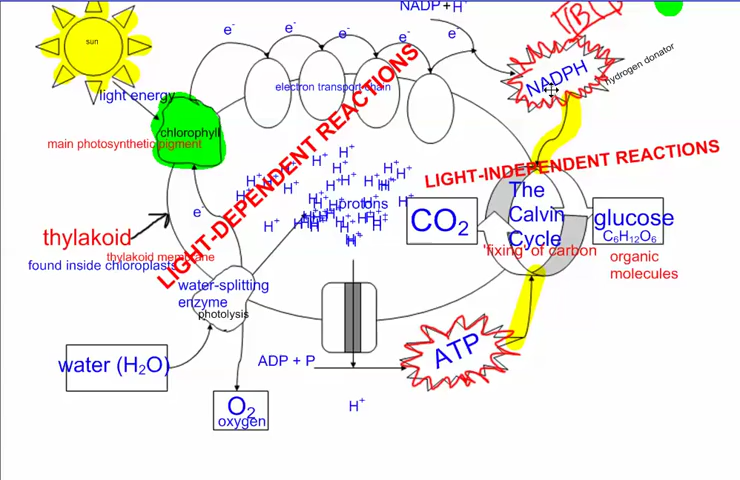 NADP + H⁺
sun
e⁻
e⁻
e⁻
e⁻
e⁻
NADPH
hydrogen donator
light energy
electron transport chain
chlorophyll
main photosynthetic pigment
LIGHT-DEPENDENT REACTIONS
LIGHT-INDEPENDENT REACTIONS
H⁺ H⁺ H⁺ H⁺ H⁺ H⁺ H⁺
protons
The
Calvin
Cycle
CO₂
glucose
C₆H₁₂O₆
e⁻
thylakoid
'fixing' of carbon
organic
molecules
thylakoid membrane
found inside chloroplasts
water-splitting
enzyme
photolysis
ATP
water (H₂O)
ADP + P
O₂
oxygen
H⁺